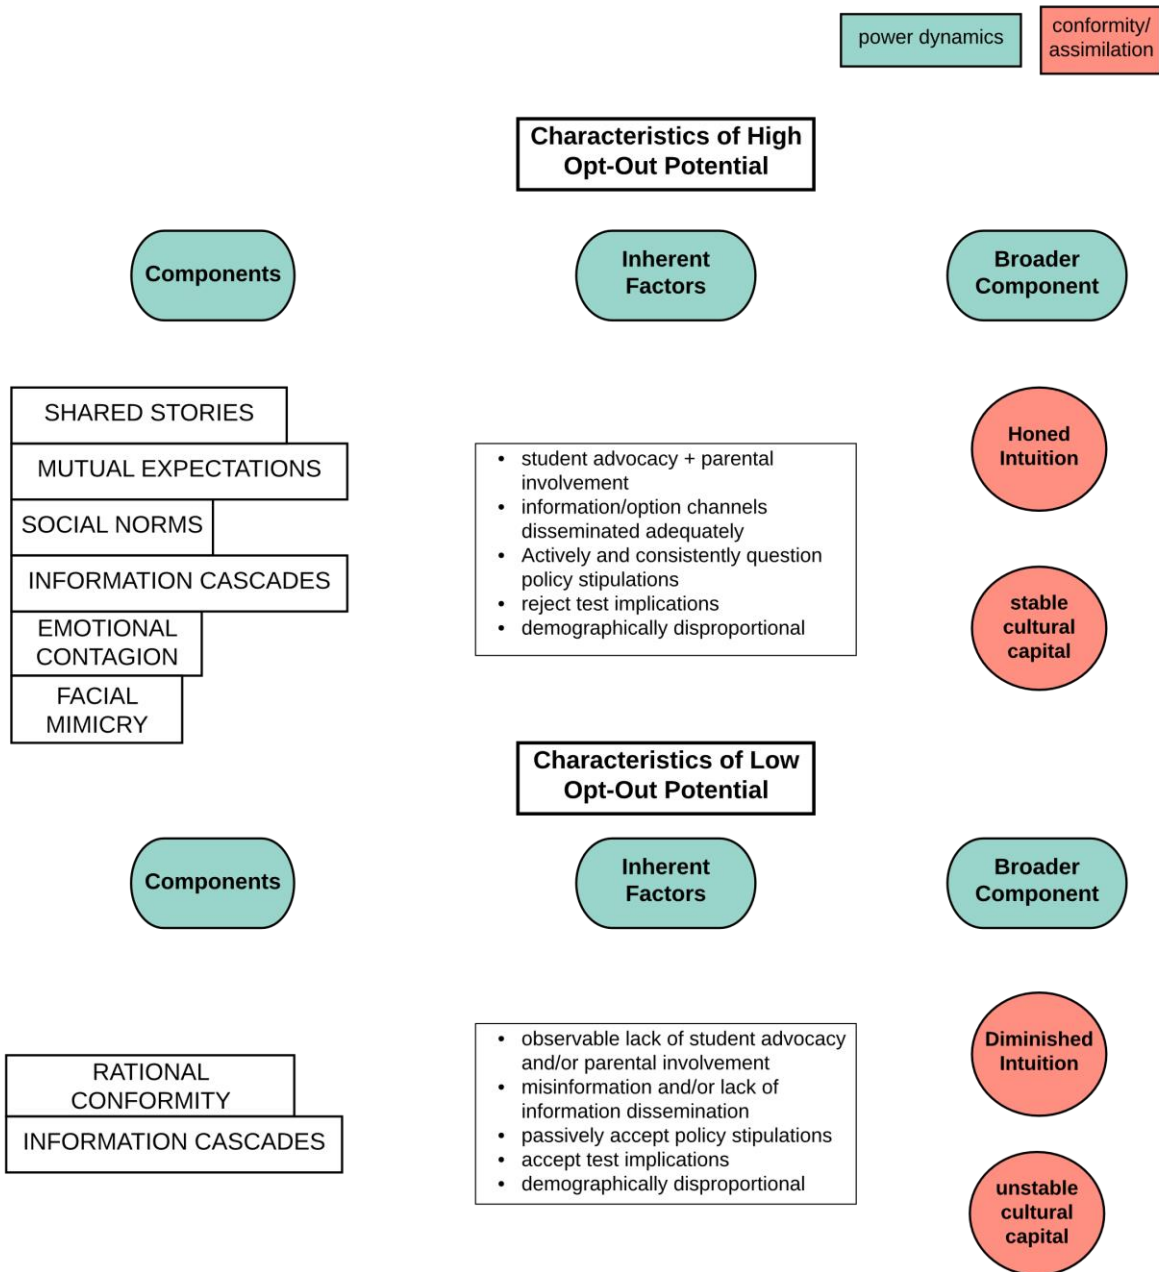 power dynamics
conformity/
assimilation
Characteristics of High
Opt-Out Potential
Components
Inherent
Factors
Broader
Component
SHARED STORIES
MUTUAL EXPECTATIONS
SOCIAL NORMS
INFORMATION CASCADES
EMOTIONAL
CONTAGION
FACIAL
MIMICRY
• student advocacy + parental
involvement
• information/option channels
disseminated adequately
• Actively and consistently question
policy stipulations
• reject test implications
• demographically disproportional
Honed
Intuition
stable
cultural
capital
Characteristics of Low
Opt-Out Potential
Components
Inherent
Factors
Broader
Component
RATIONAL
CONFORMITY
INFORMATION CASCADES
• observable lack of student advocacy
and/or parental involvement
• misinformation and/or lack of
information dissemination
• passively accept policy stipulations
• accept test implications
• demographically disproportional
Diminished
Intuition
unstable
cultural
capital